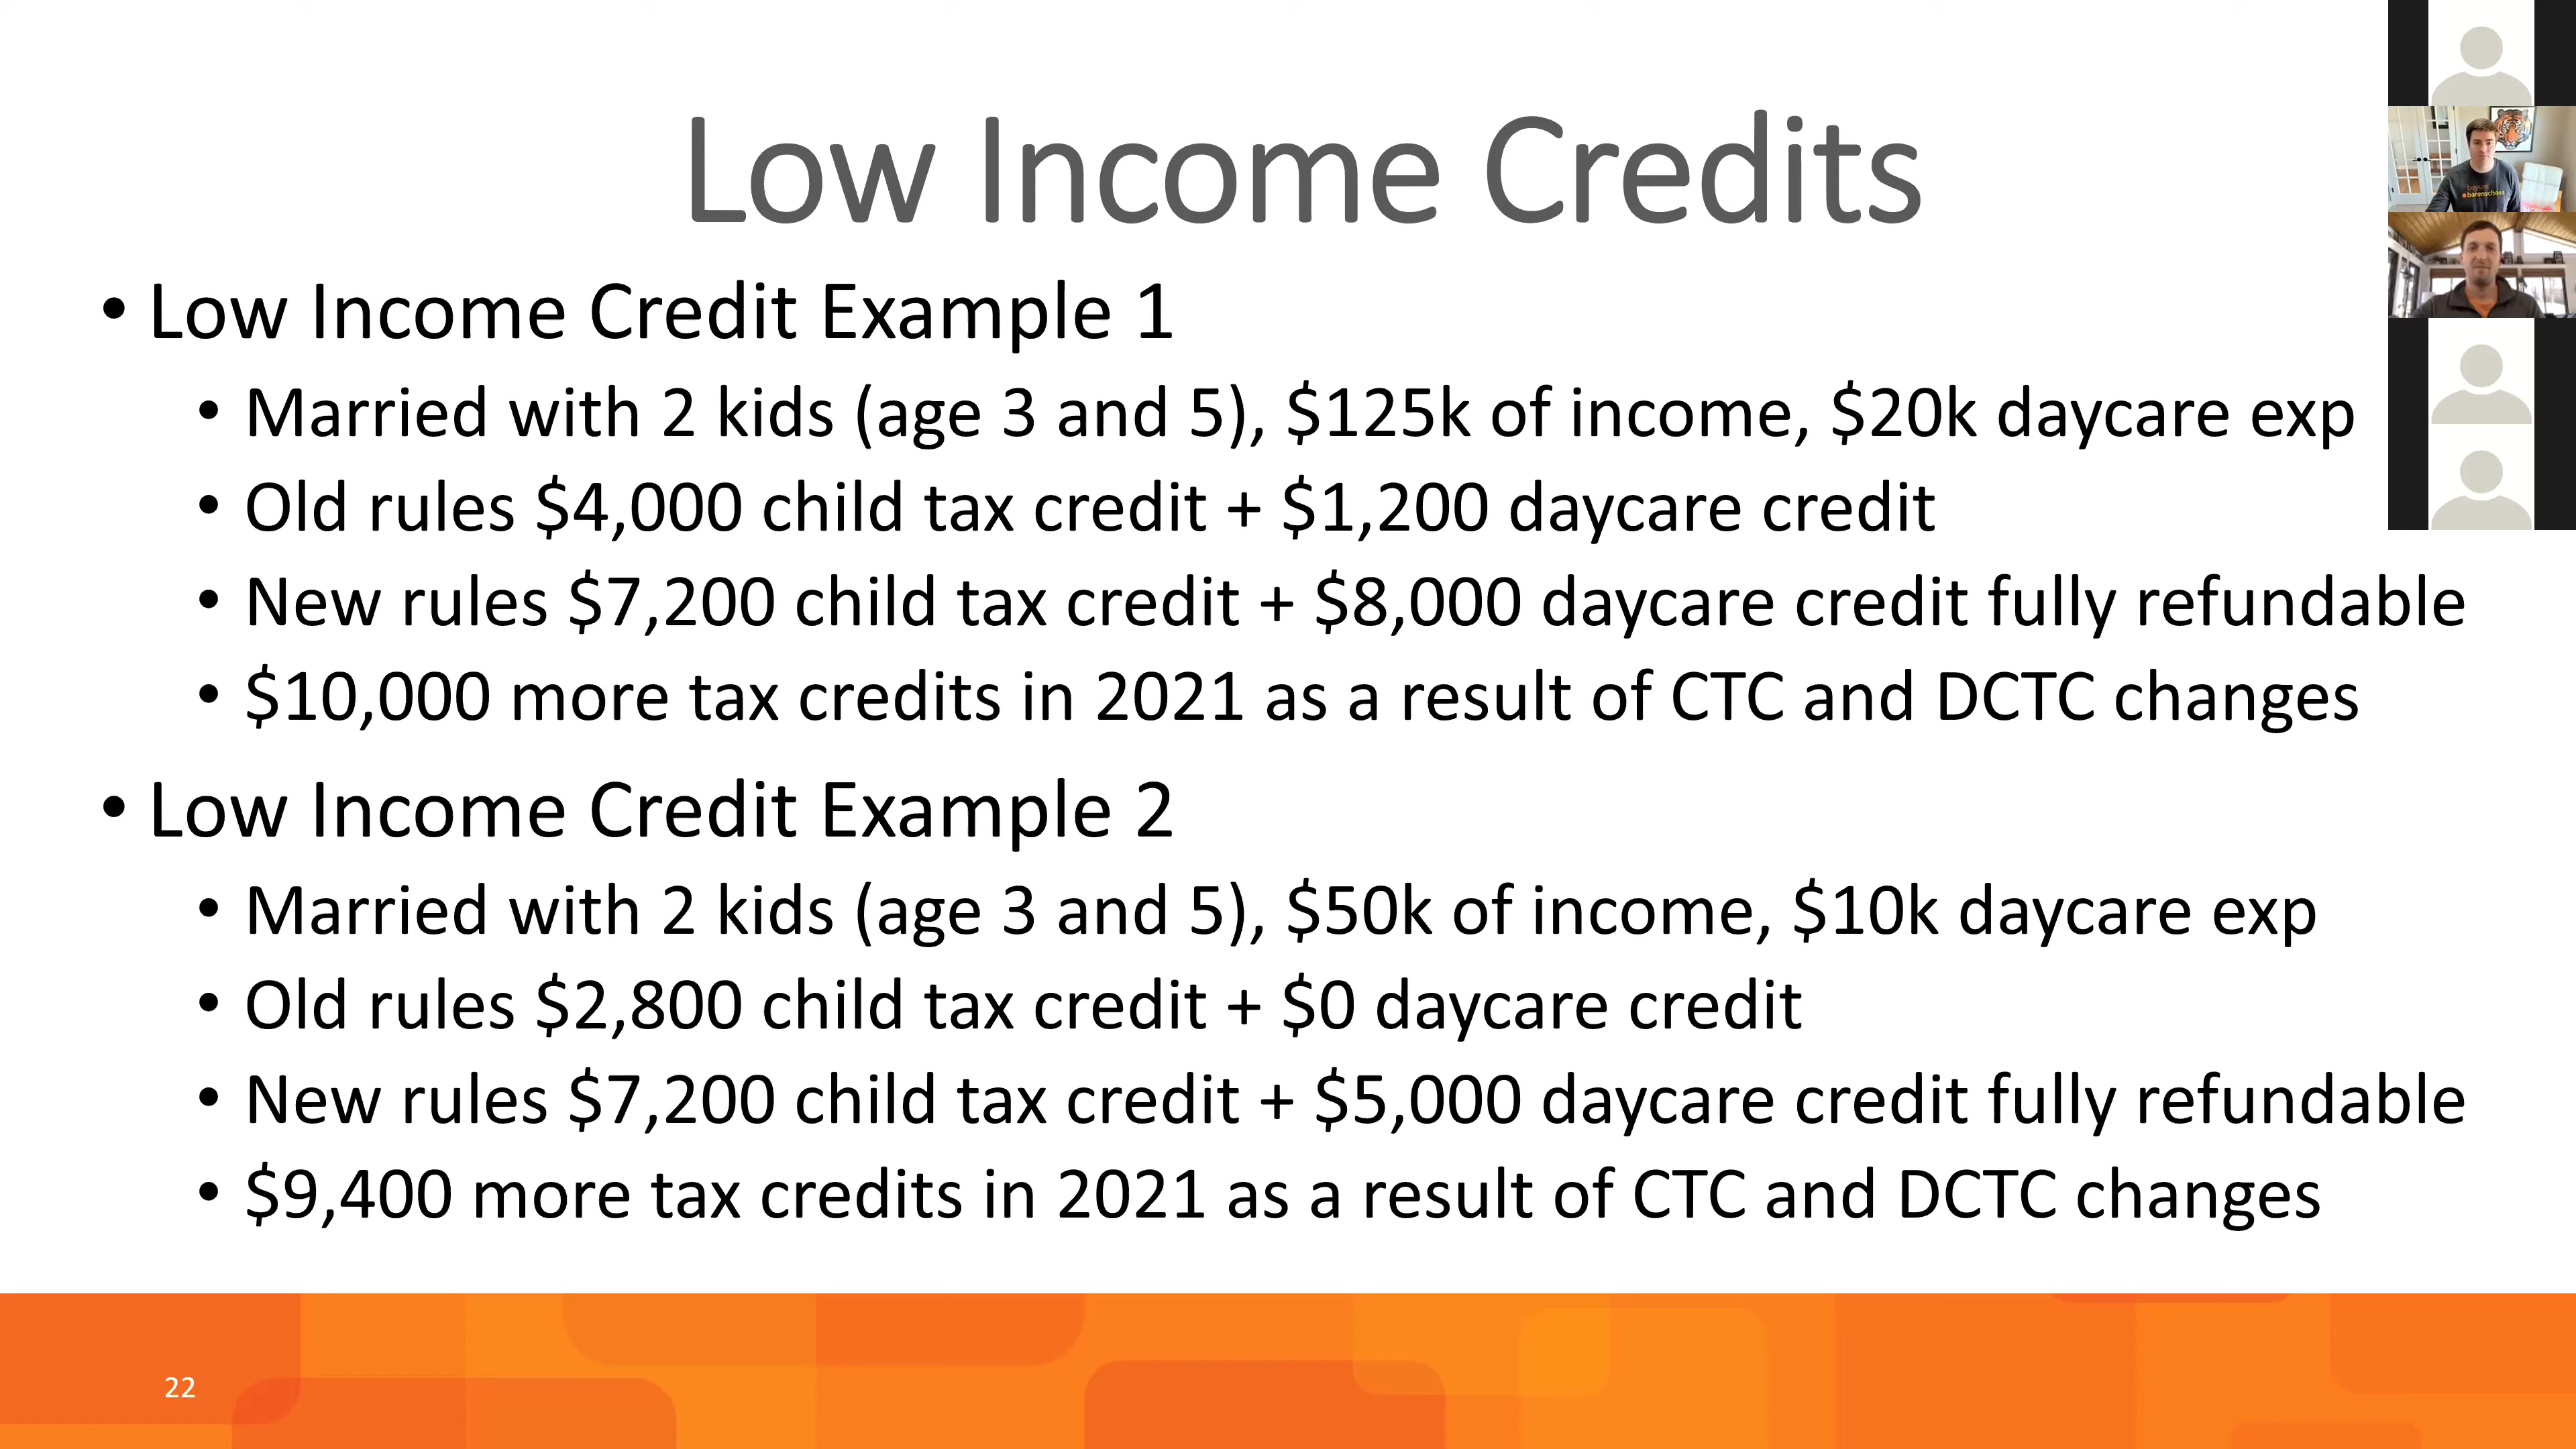 Low Income Credits
• Low Income Credit Example 1
• Married with 2 kids (age 3 and 5), $125k of income, $20k daycare exp
• Old rules $4,000 child tax credit + $1,200 daycare credit
• New rules $7,200 child tax credit + $8,000 daycare credit fully refundable
• $10,000 more tax credits in 2021 as a result of CTC and DCTC changes
• Low Income Credit Example 2
• Married with 2 kids (age 3 and 5), $50k of income, $10k daycare exp
• Old rules $2,800 child tax credit + $0 daycare credit
• New rules $7,200 child tax credit + $5,000 daycare credit fully refundable
• $9,400 more tax credits in 2021 as a result of CTC and DCTC changes
22